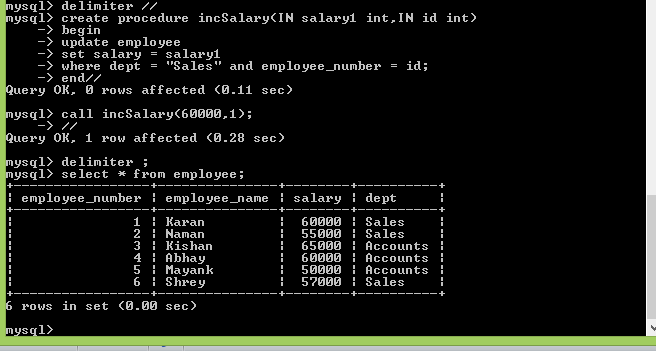 mysql> delimiter //
mysql> create procedure incSalary(IN salary1 int,IN id int)
    -> begin
    -> update employee
    -> set salary = salary1
    -> where dept = "Sales" and employee_number = id;
    -> end//
Query OK, 0 rows affected (0.11 sec)
mysql> call incSalary(60000,1);
    -> //
Query OK, 1 row affected (0.28 sec)
mysql> delimiter ;
mysql> select * from employee;
+-----------------+---------------+--------+----------+
| employee_number | employee_name | salary | dept     |
+-----------------+---------------+--------+----------+
|               1 | Karan         |  60000 | Sales    |
|               2 | Naman         |  55000 | Sales    |
|               3 | Kishan        |  65000 | Accounts |
|               4 | Abhay         |  60000 | Accounts |
|               5 | Mayank        |  50000 | Accounts |
|               6 | Shrey         |  57000 | Sales    |
+-----------------+---------------+--------+----------+
6 rows in set (0.00 sec)
mysql>